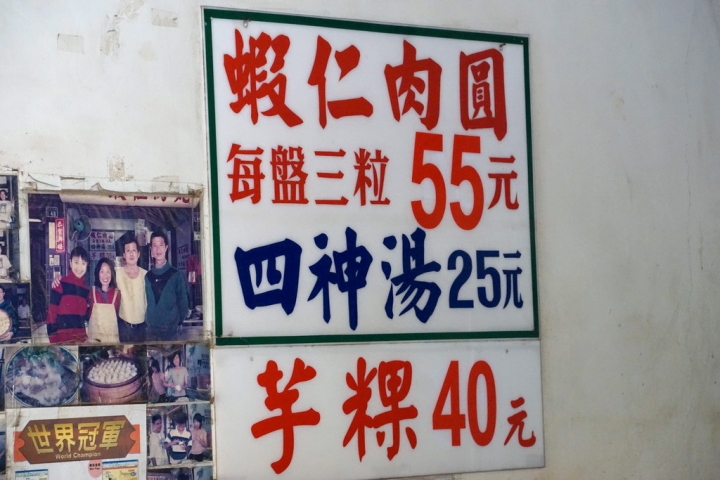 蝦仁肉圓
每盤三粒55元
四神湯25元
芋粿40元
世界冠軍
World Champion